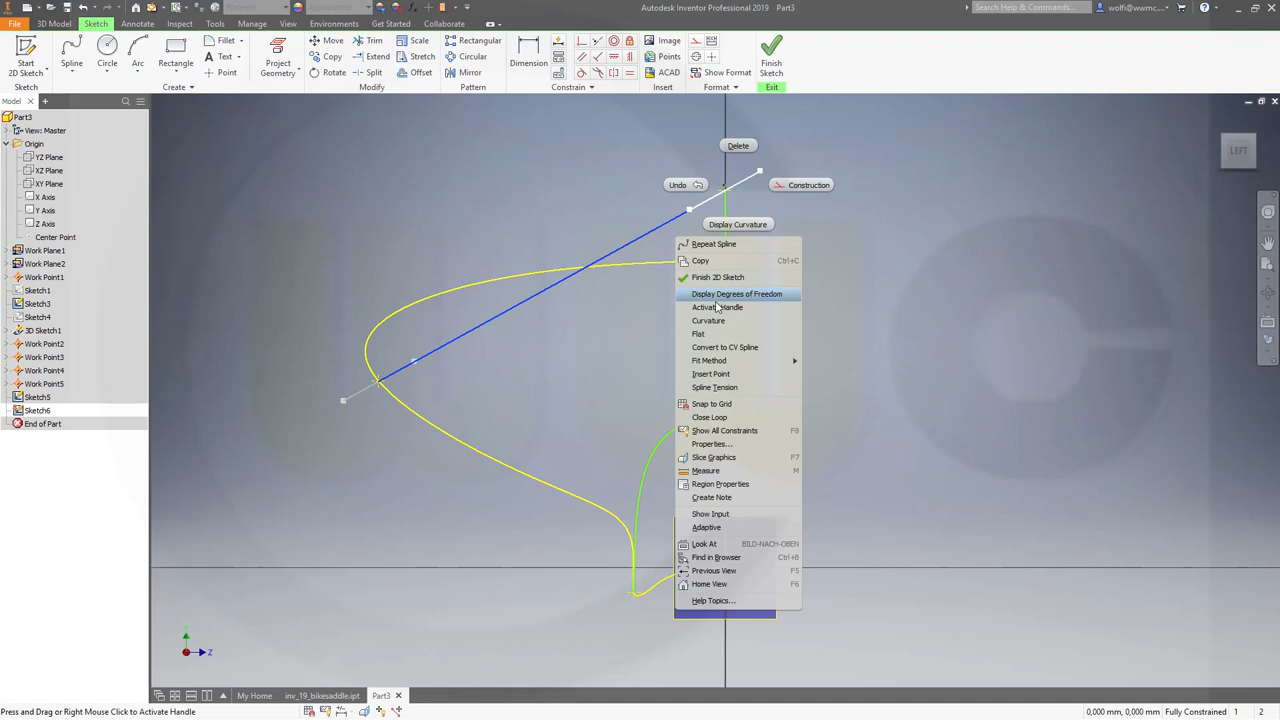 Material
Appearance
Autodesk Inventor Professional 2019   Part3
Search Help & Commands...
wolfi@wwmc...
File
3D Model
Sketch
Annotate
Inspect
Tools
Manage
View
Environments
Get Started
Collaborate
Start
2D Sketch
Spline
Circle
Arc
Rectangle
Fillet
Text
Point
Project
Geometry
Move
Copy
Rotate
Trim
Extend
Split
Scale
Stretch
Offset
Rectangular
Circular
Mirror
Dimension
Image
Points
ACAD
Show Format
Finish
Sketch
Sketch
Create
Modify
Pattern
Constrain
Insert
Format
Exit
Model
Part3
View: Master
Origin
YZ Plane
XZ Plane
XY Plane
X Axis
Y Axis
Z Axis
Center Point
Work Plane1
Work Plane2
Work Point1
Sketch1
Sketch3
Sketch4
3D Sketch1
Work Point2
Work Point3
Work Point4
Work Point5
Sketch5
Sketch6
End of Part
LEFT
Delete
Undo
Construction
Display Curvature
Repeat Spline
Copy Ctrl+C
Finish 2D Sketch
Display Degrees of Freedom
Activate Handle
Curvature
Flat
Convert to CV Spline
Fit Method
Insert Point
Spline Tension
Snap to Grid
Close Loop
Show All Constraints F8
Properties...
Slice Graphics F7
Measure M
Region Properties
Create Note
Show Input
Adaptive
Look At BILD-NACH-OBEN
Find in Browser Ctrl+B
Previous View F5
Home View F6
Help Topics...
Y
Z
My Home
inv_19_bikesaddle.ipt
Part3
Press and Drag or Right Mouse Click to Activate Handle
0,000 mm, 0,000 mm
Fully Constrained
1
2